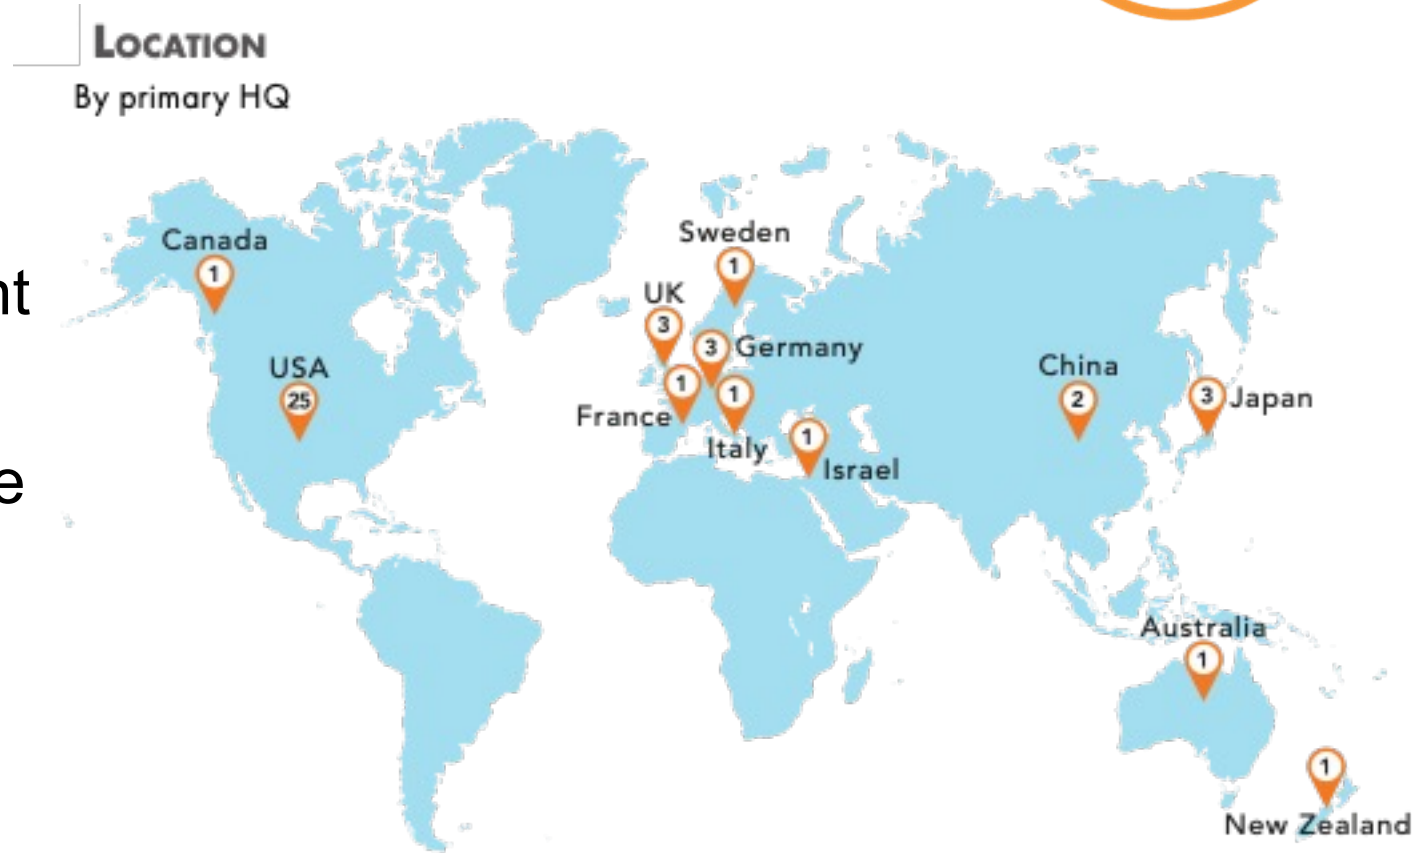 LOCATION
By primary HQ
nt
e
Canada
1
USA
25
Sweden
1
UK
3
3 Germany
1
France
1
Italy
1
Israel
China
2
3 Japan
Australia
1
1
New Zealand